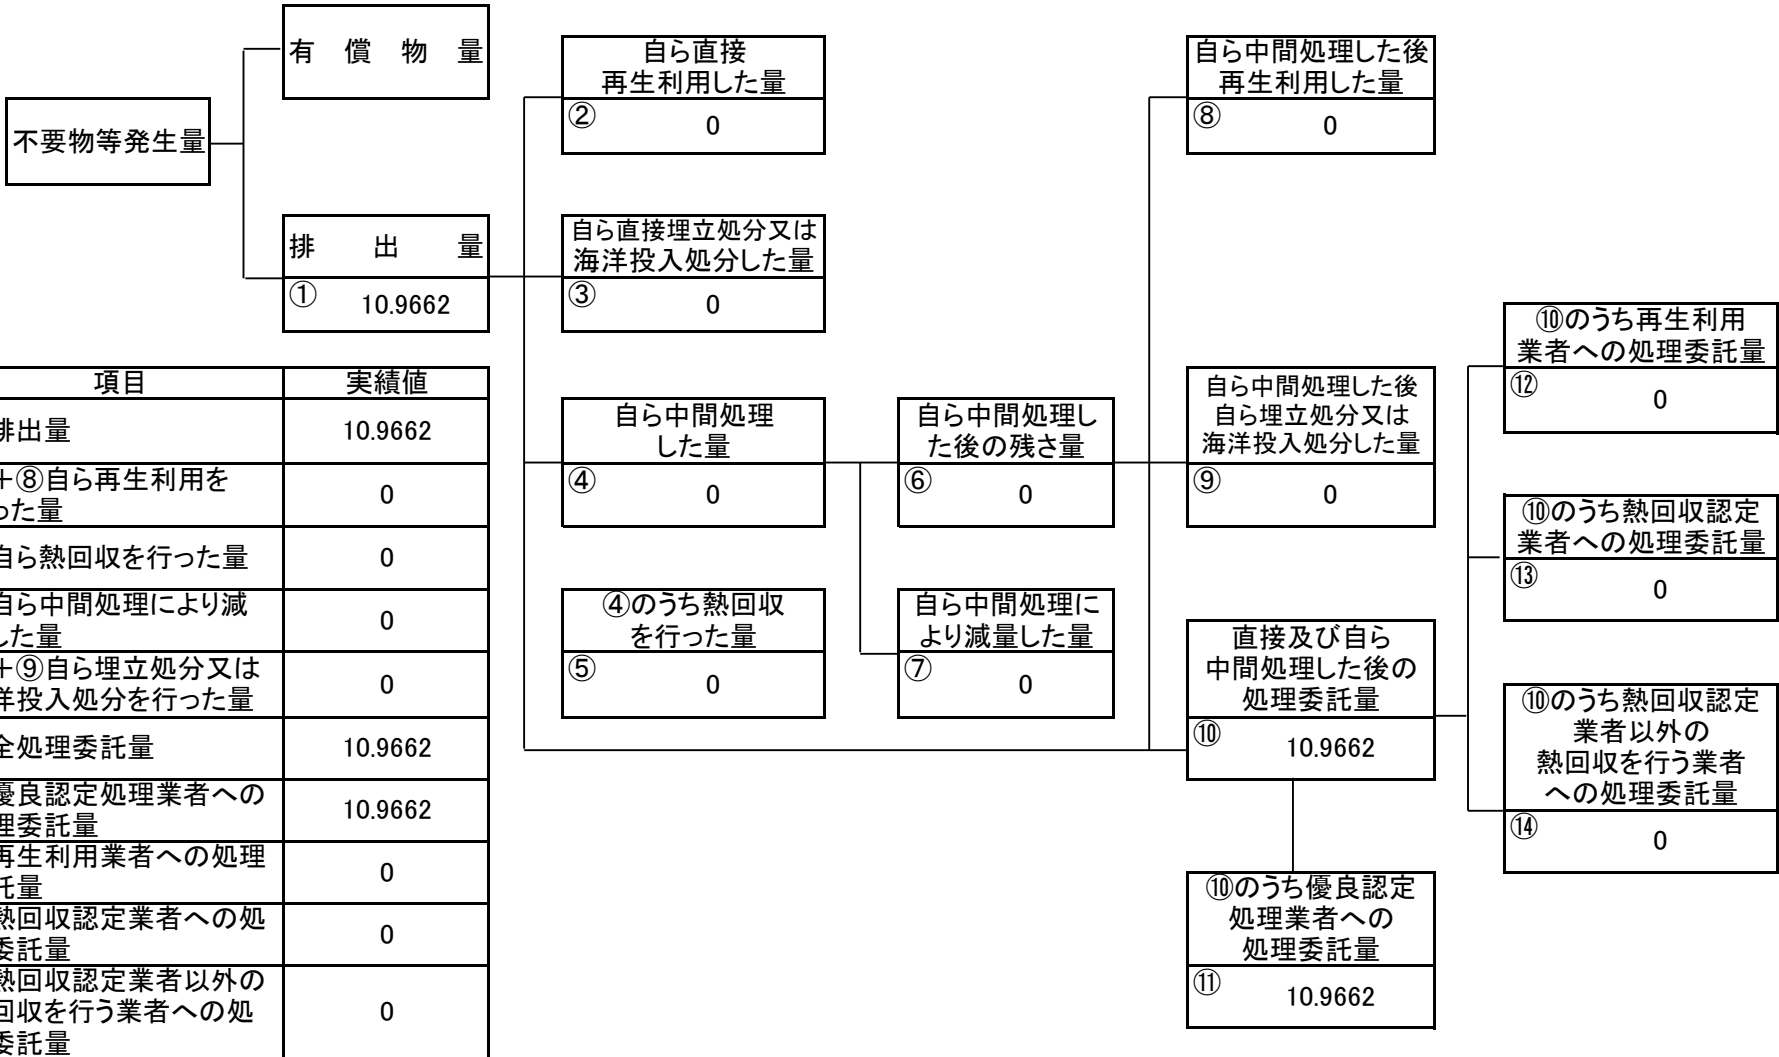 有償物量
不要物等発生量
排出量
① 10.9662
自ら直接
再生利用した量
② 0
自ら直接埋立処分又は
海洋投入処分した量
③ 0
自ら中間処理
した量
④ 0
④のうち熱回収
を行った量
⑤ 0
自ら中間処理し
た後の残さ量
⑥ 0
自ら中間処理に
より減量した量
⑦ 0
自ら中間処理した後
再生利用した量
⑧ 0
自ら中間処理した後
自ら埋立処分又は
海洋投入処分した量
⑨ 0
直接及び自ら
中間処理した後の
処理委託量
⑩ 10.9662
⑩のうち優良認定
処理業者への
処理委託量
⑪ 10.9662
⑩のうち再生利用
業者への処理委託量
⑫ 0
⑩のうち熱回収認定
業者への処理委託量
⑬ 0
⑩のうち熱回収認定
業者以外の
熱回収を行う業者
への処理委託量
⑭ 0
項目 実績値
排出量 10.9662
+⑧自ら再生利用を
った量 0
自ら熱回収を行った量 0
自ら中間処理により減
した量 0
+⑨自ら埋立処分又は
洋投入処分を行った量 0
全処理委託量 10.9662
優良認定処理業者への
理委託量 10.9662
再生利用業者への処理
託量 0
熱回収認定業者への処
委託量 0
熱回収認定業者以外の
回収を行う業者への処
委託量 0